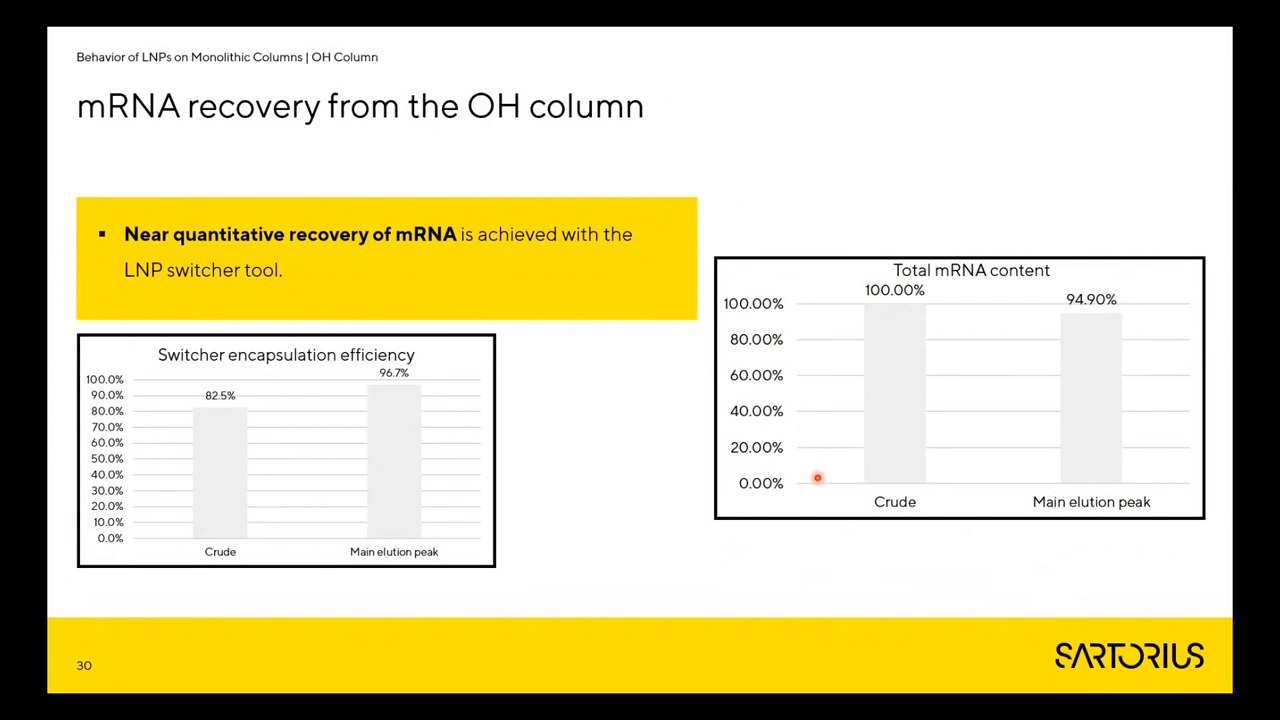 Behavior of LNPs on Monolithic Columns | OH Column
mRNA recovery from the OH column
▪ Near quantitative recovery of mRNA is achieved with the
LNP switcher tool.
Switcher encapsulation efficiency
96.7%
100.0%
90.0%
82.5%
80.0%
70.0%
60.0%
50.0%
40.0%
30.0%
20.0%
10.0%
0.0%
Crude
Main elution peak
Total mRNA content
100.00%
94.90%
100.00%
80.00%
60.00%
40.00%
20.00%
0.00%
Crude
Main elution peak
30
SARTORIUS